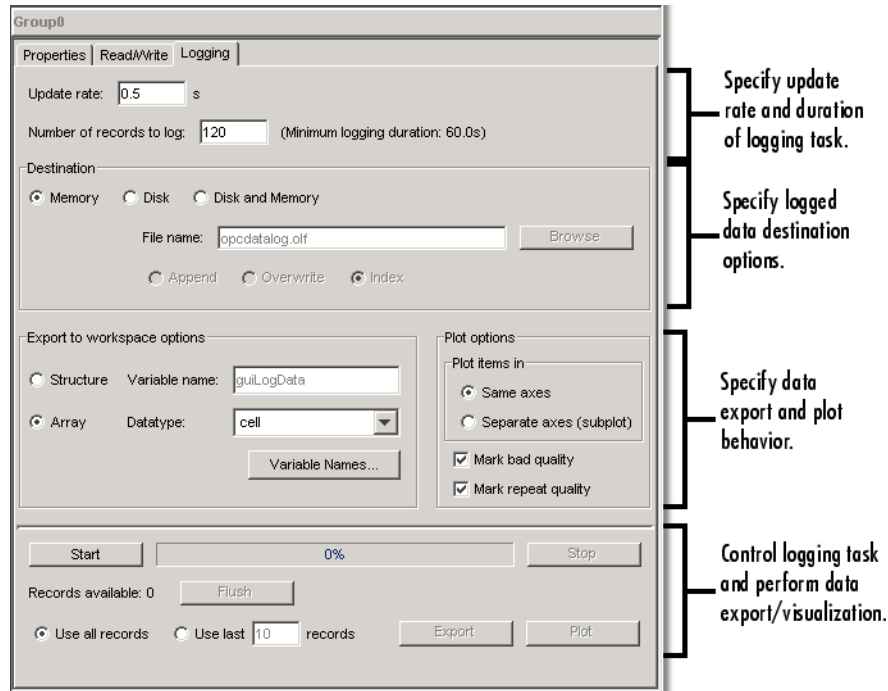 Group0
Properties Read/Write Logging
Update rate: 0.5 s
Number of records to log: 120 (Minimum logging duration: 60.0s)
Destination
Memory Disk Disk and Memory
File name: opcdatalog.olf Browse
Append Overwrite Index
Export to workspace options
Structure Variable name: guiLogData
Array Datatype: cell
Variable Names...
Plot options
Plot items in
Same axes
Separate axes (subplot)
Mark bad quality
Mark repeat quality
Start 0% Stop
Records available: 0 Flush
Use all records Use last 10 records Export Plot
Specify update
rate and duration
of logging task.
Specify logged
data destination
options.
Specify data
export and plot
behavior.
Control logging task
and perform data
export/visualization.